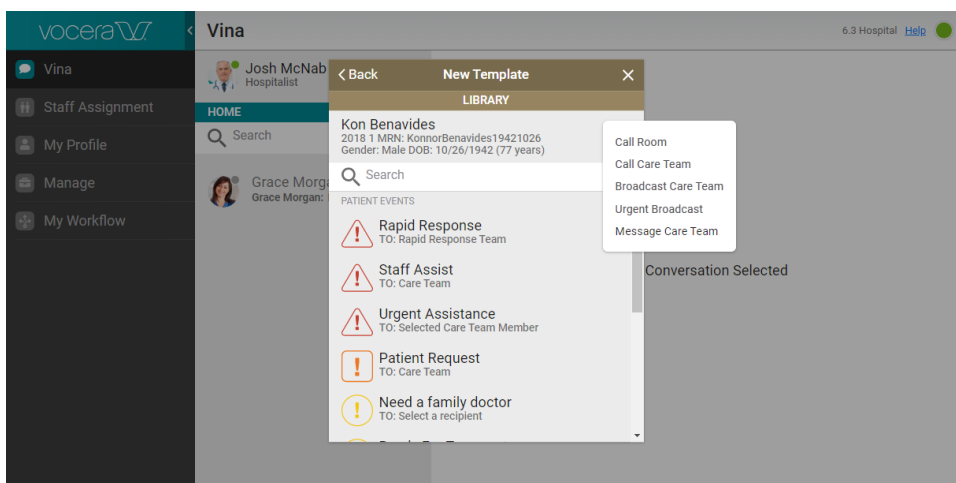 vocera
Vina
6.3 Hospital Help
Vina
Staff Assignment
My Profile
Manage
My Workflow
Josh McNab
Hospitalist
HOME
Search
Grace Morga
Grace Morgan:
Back New Template
LIBRARY
Kon Benavides
2018 1 MRN: KonnorBenavides19421026
Gender: Male DOB: 10/26/1942 (77 years)
Search
PATIENT EVENTS
Rapid Response
TO: Rapid Response Team
Staff Assist
TO: Care Team
Urgent Assistance
TO: Selected Care Team Member
Patient Request
TO: Care Team
Need a family doctor
TO: Select a recipient
Call Room
Call Care Team
Broadcast Care Team
Urgent Broadcast
Message Care Team
Conversation Selected